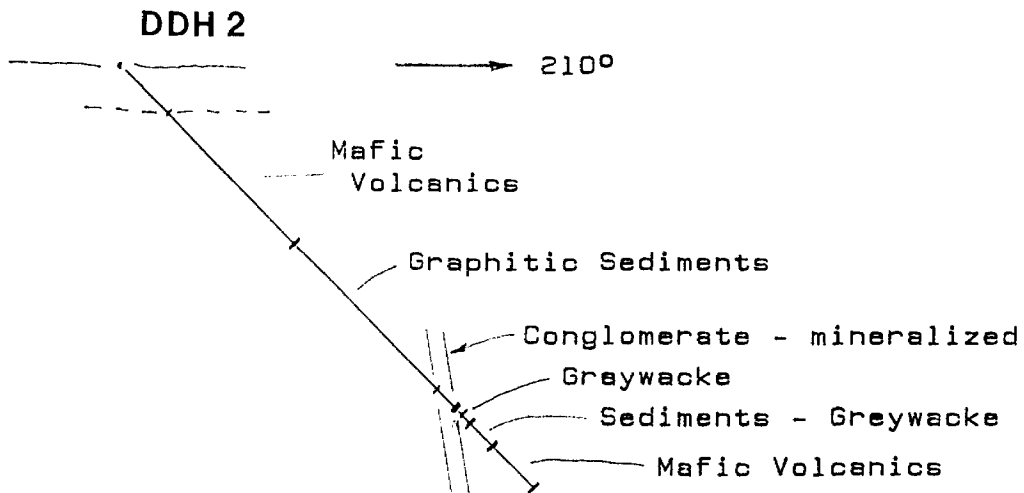 DDH 2
210°
Mafic
Volcanics
Graphitic Sediments
Conglomerate - mineralized
Greywacke
Sediments - Greywacke
Mafic Volcanics